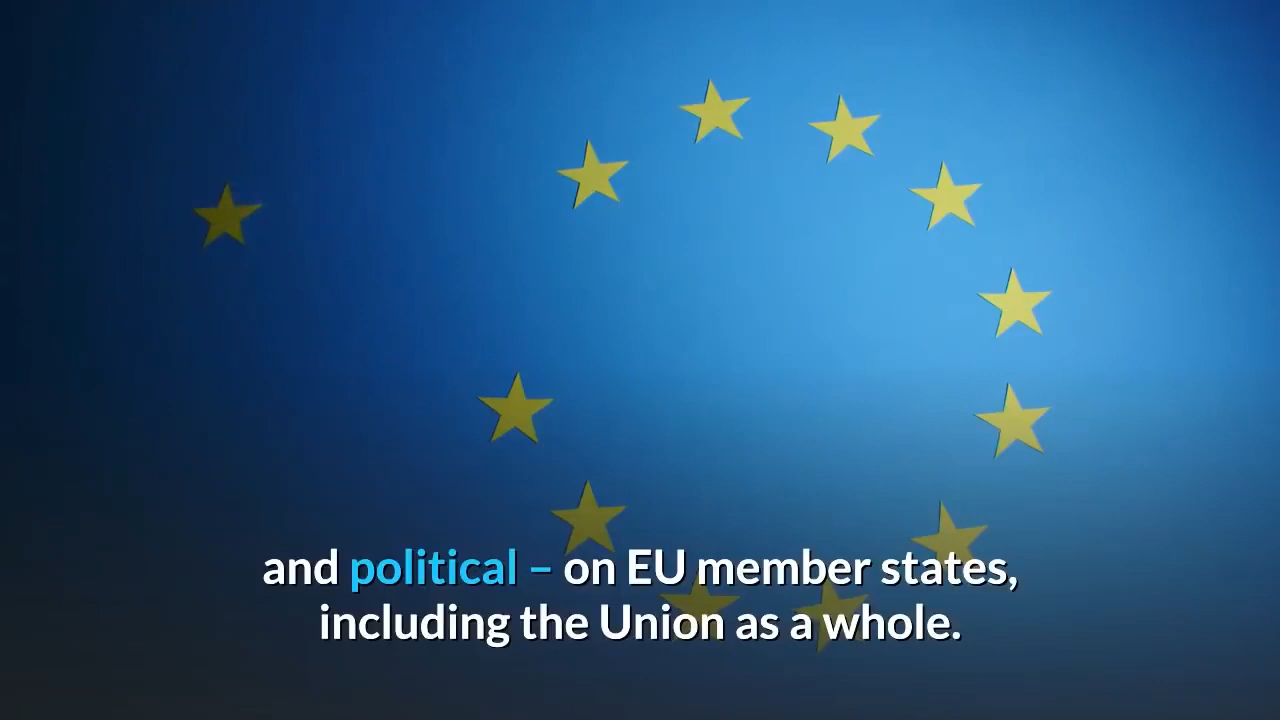 and political – on EU member states,
including the Union as a whole.